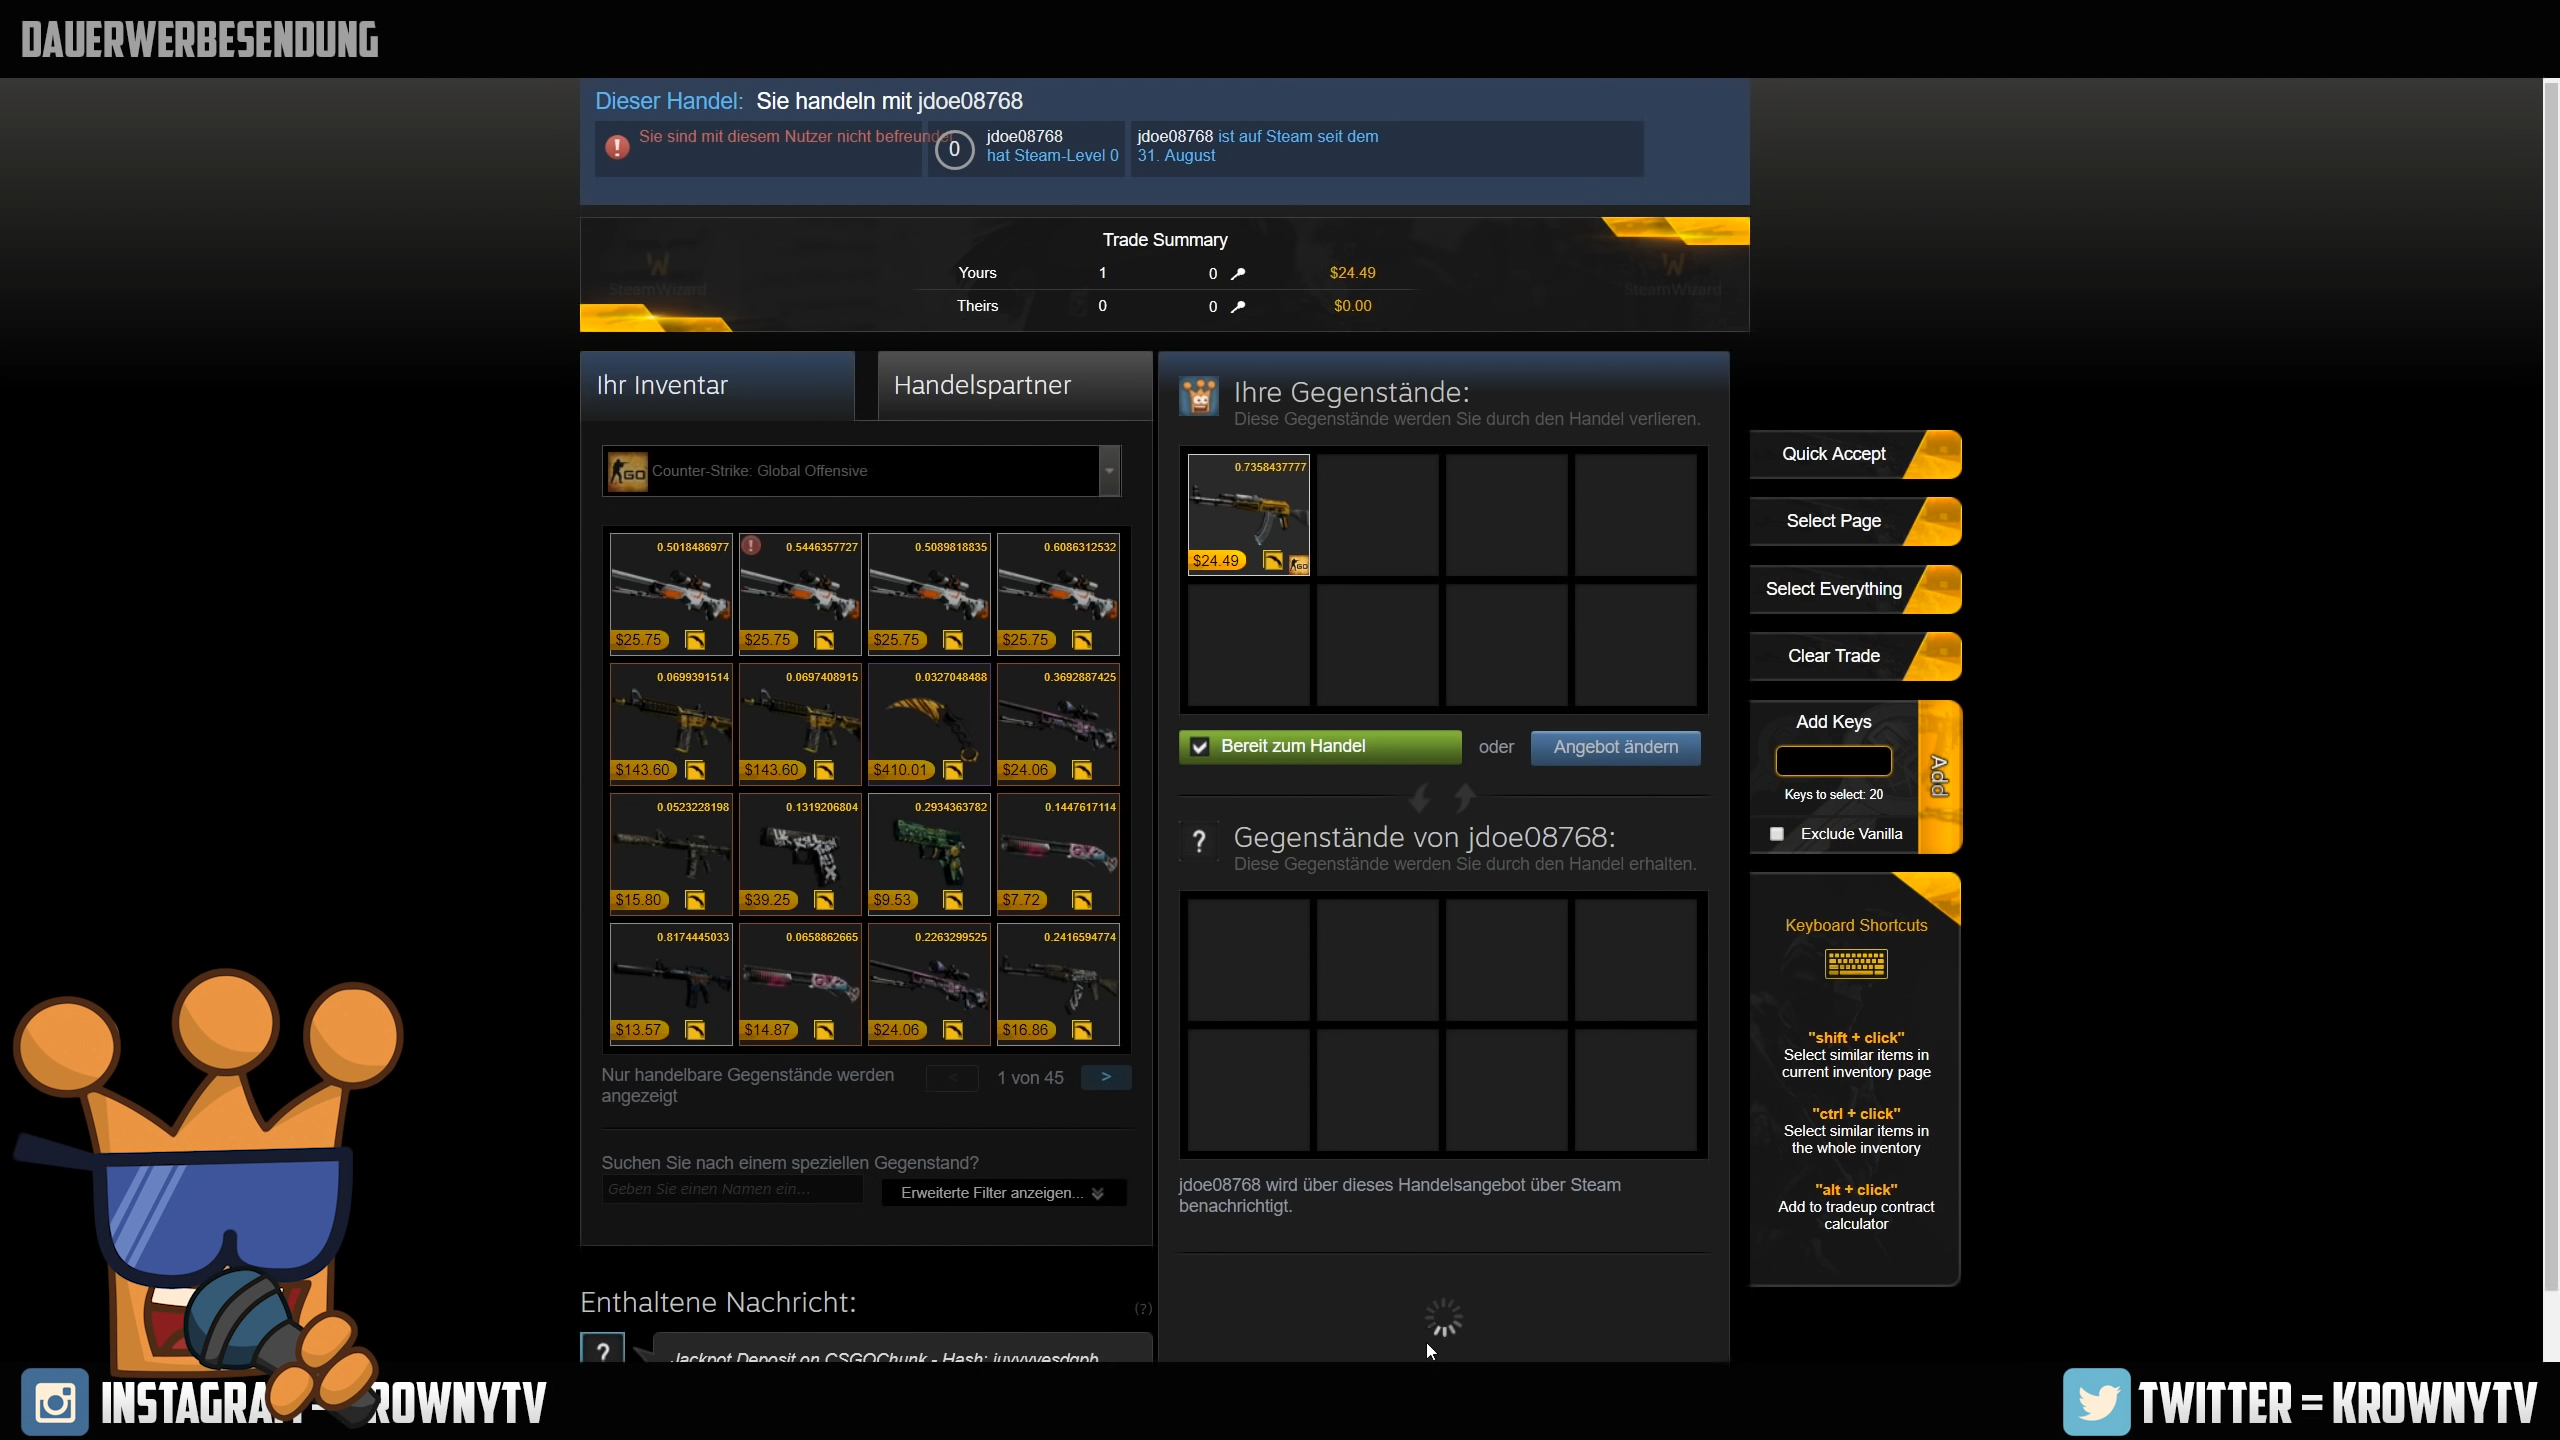 DAUERWERBESENDUNG
Dieser Handel: Sie handeln mit jdoe08768
Sie sind mit diesem Nutzer nicht befreundet
0
jdoe08768
hat Steam-Level 0
jdoe08768 ist auf Steam seit dem
31. August
Trade Summary
Yours 1 0 $24.49
Theirs 0 0 $0.00
SteamWizard
SteamWizard
Ihr Inventar
Handelspartner
Counter-Strike: Global Offensive
0.5018486977 0.5446357727 0.5089818835 0.6086312532
$25.75 $25.75 $25.75 $25.75
0.0699391514 0.0697408915 0.0327048488 0.3692887425
$143.60 $143.60 $410.01 $24.06
0.0523228198 0.1319206804 0.2934363782 0.1447617114
$15.80 $39.25 $9.53 $7.72
0.8174445033 0.0658862665 0.2263299525 0.2416594774
$13.57 $14.87 $24.06 $16.86
Nur handelbare Gegenstände werden
angezeigt
< 1 von 45 >
Suchen Sie nach einem speziellen Gegenstand?
Geben Sie einen Namen ein...
Erweiterte Filter anzeigen...
Enthaltene Nachricht:
(?)
?
Jackpot Deposit on CSGOChunk - Hash:
Ihre Gegenstände:
Diese Gegenstände werden Sie durch den Handel verlieren.
0.7358437777
$24.49
Bereit zum Handel
oder
Angebot ändern
?
Gegenstände von jdoe08768:
Diese Gegenstände werden Sie durch den Handel erhalten.
jdoe08768 wird über dieses Handelsangebot über Steam
benachrichtigt.
Quick Accept
Select Page
Select Everything
Clear Trade
Add Keys
Keys to select: 20
Exclude Vanilla
Add
Keyboard Shortcuts
"shift + click"
Select similar items in
current inventory page
"ctrl + click"
Select similar items in
the whole inventory
"alt + click"
Add to tradeup contract
calculator
TWITTER = KROWNYTV